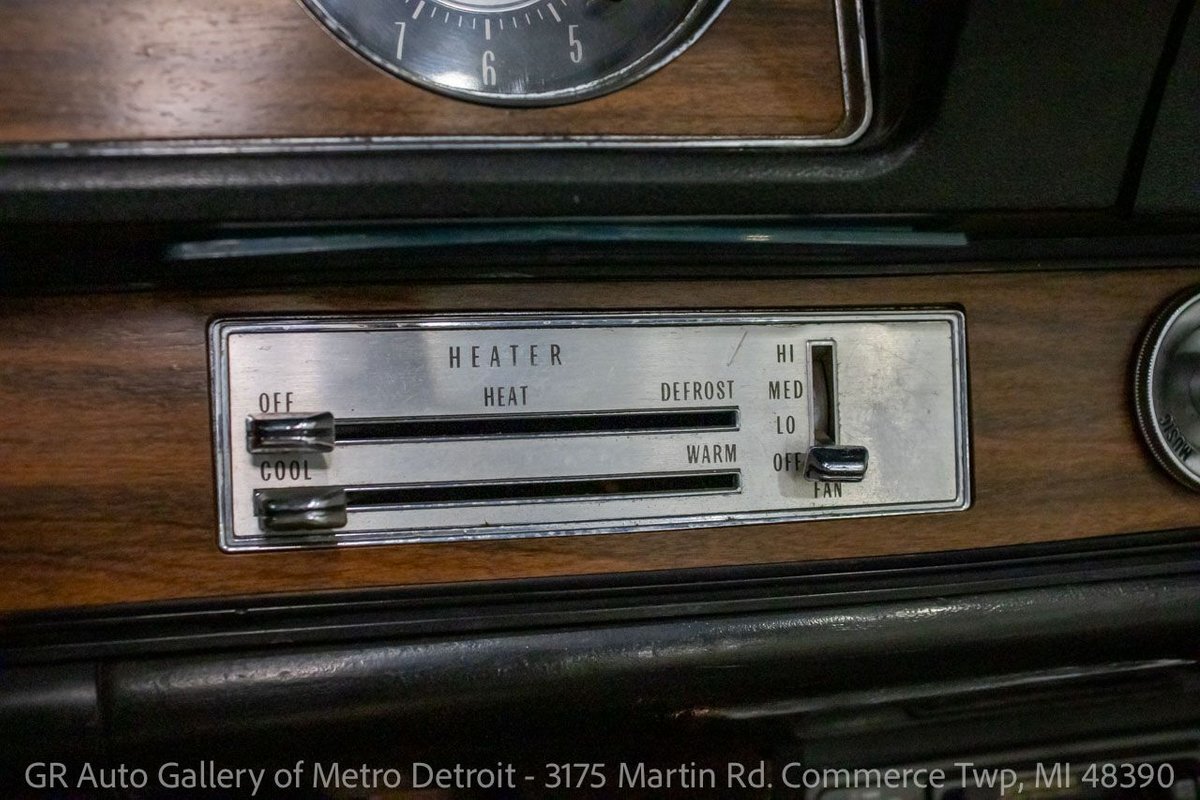 7 6 5
HEATER
OFF HEAT DEFROST
COOL WARM
HI
MED
LO
OFF
FAN
MUSIC
GR Auto Gallery of Metro Detroit - 3175 Martin Rd. Commerce Twp, MI 48390